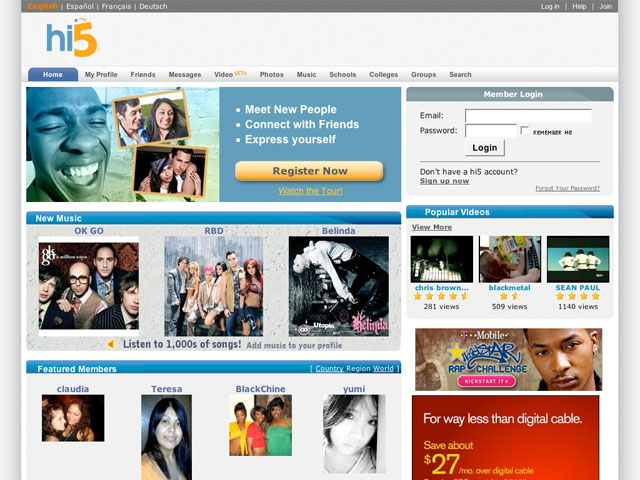 English | Español | Français | Deutsch
Log in | Help | Join
hi5
Home My Profile Friends Messages Video BETA Photos Music Schools Colleges Groups Search
Meet New People
Connect with Friends
Express yourself
Register Now
Watch the Tour!
Member Login
Email:
Password:
REMEMBER ME
Login
Don't have a hi5 account?
Sign up now
Forgot Your Password?
New Music
OK GO RBD Belinda
ok go
Utopia
Belinda
Listen to 1,000s of songs! Add music to your profile
Popular Videos
View More
chris brown... blackmetal SEAN PAUL
281 views 509 views 1140 views
Featured Members
[ Country Region World ]
claudia Teresa BlackChine yumi
T-Mobile
RAP CHALLENGE
KICKSTART IT
For way less than digital cable.
Save about
$27/mo. over digital cable